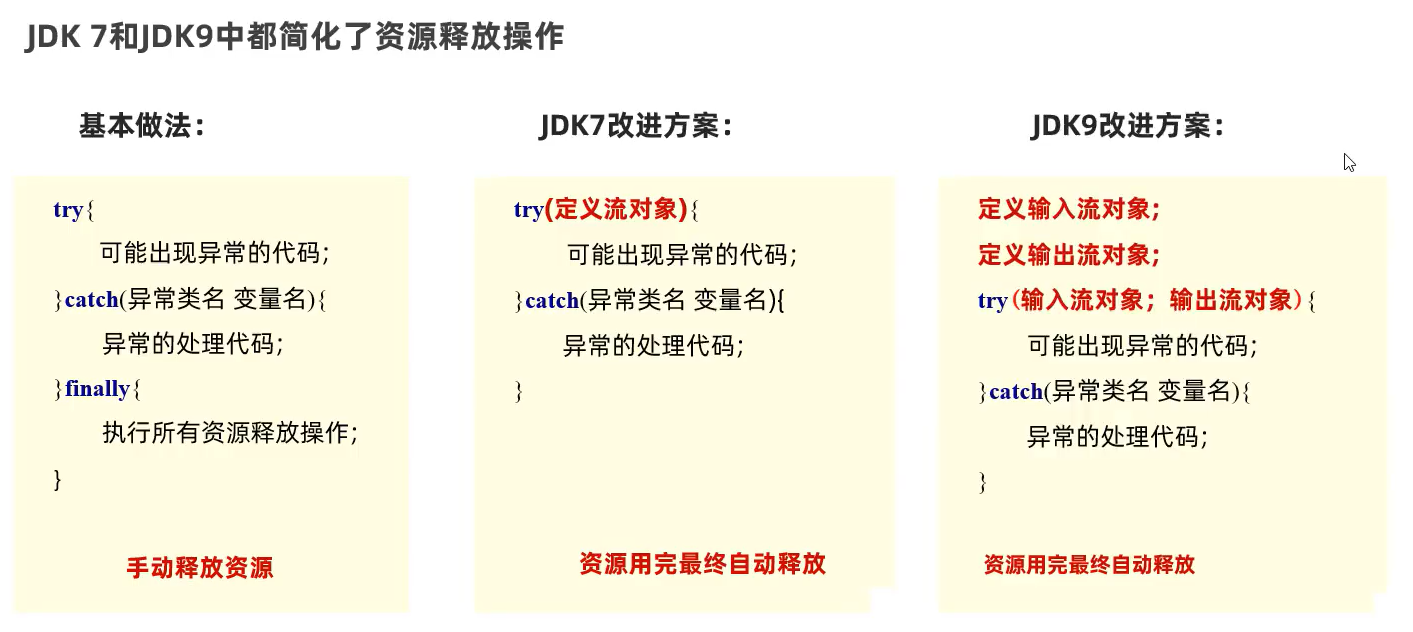 JDK 7和JDK9中都简化了资源释放操作
基本做法：
try{
可能出现异常的代码;
}catch(异常类名 变量名){
异常的处理代码;
}finally{
执行所有资源释放操作;
}
手动释放资源
JDK7改进方案：
try(定义流对象){
可能出现异常的代码;
}catch(异常类名 变量名){
异常的处理代码;
}
资源用完最终自动释放
JDK9改进方案：
定义输入流对象;
定义输出流对象;
try(输入流对象；输出流对象){
可能出现异常的代码;
}catch(异常类名 变量名){
异常的处理代码;
}
资源用完最终自动释放